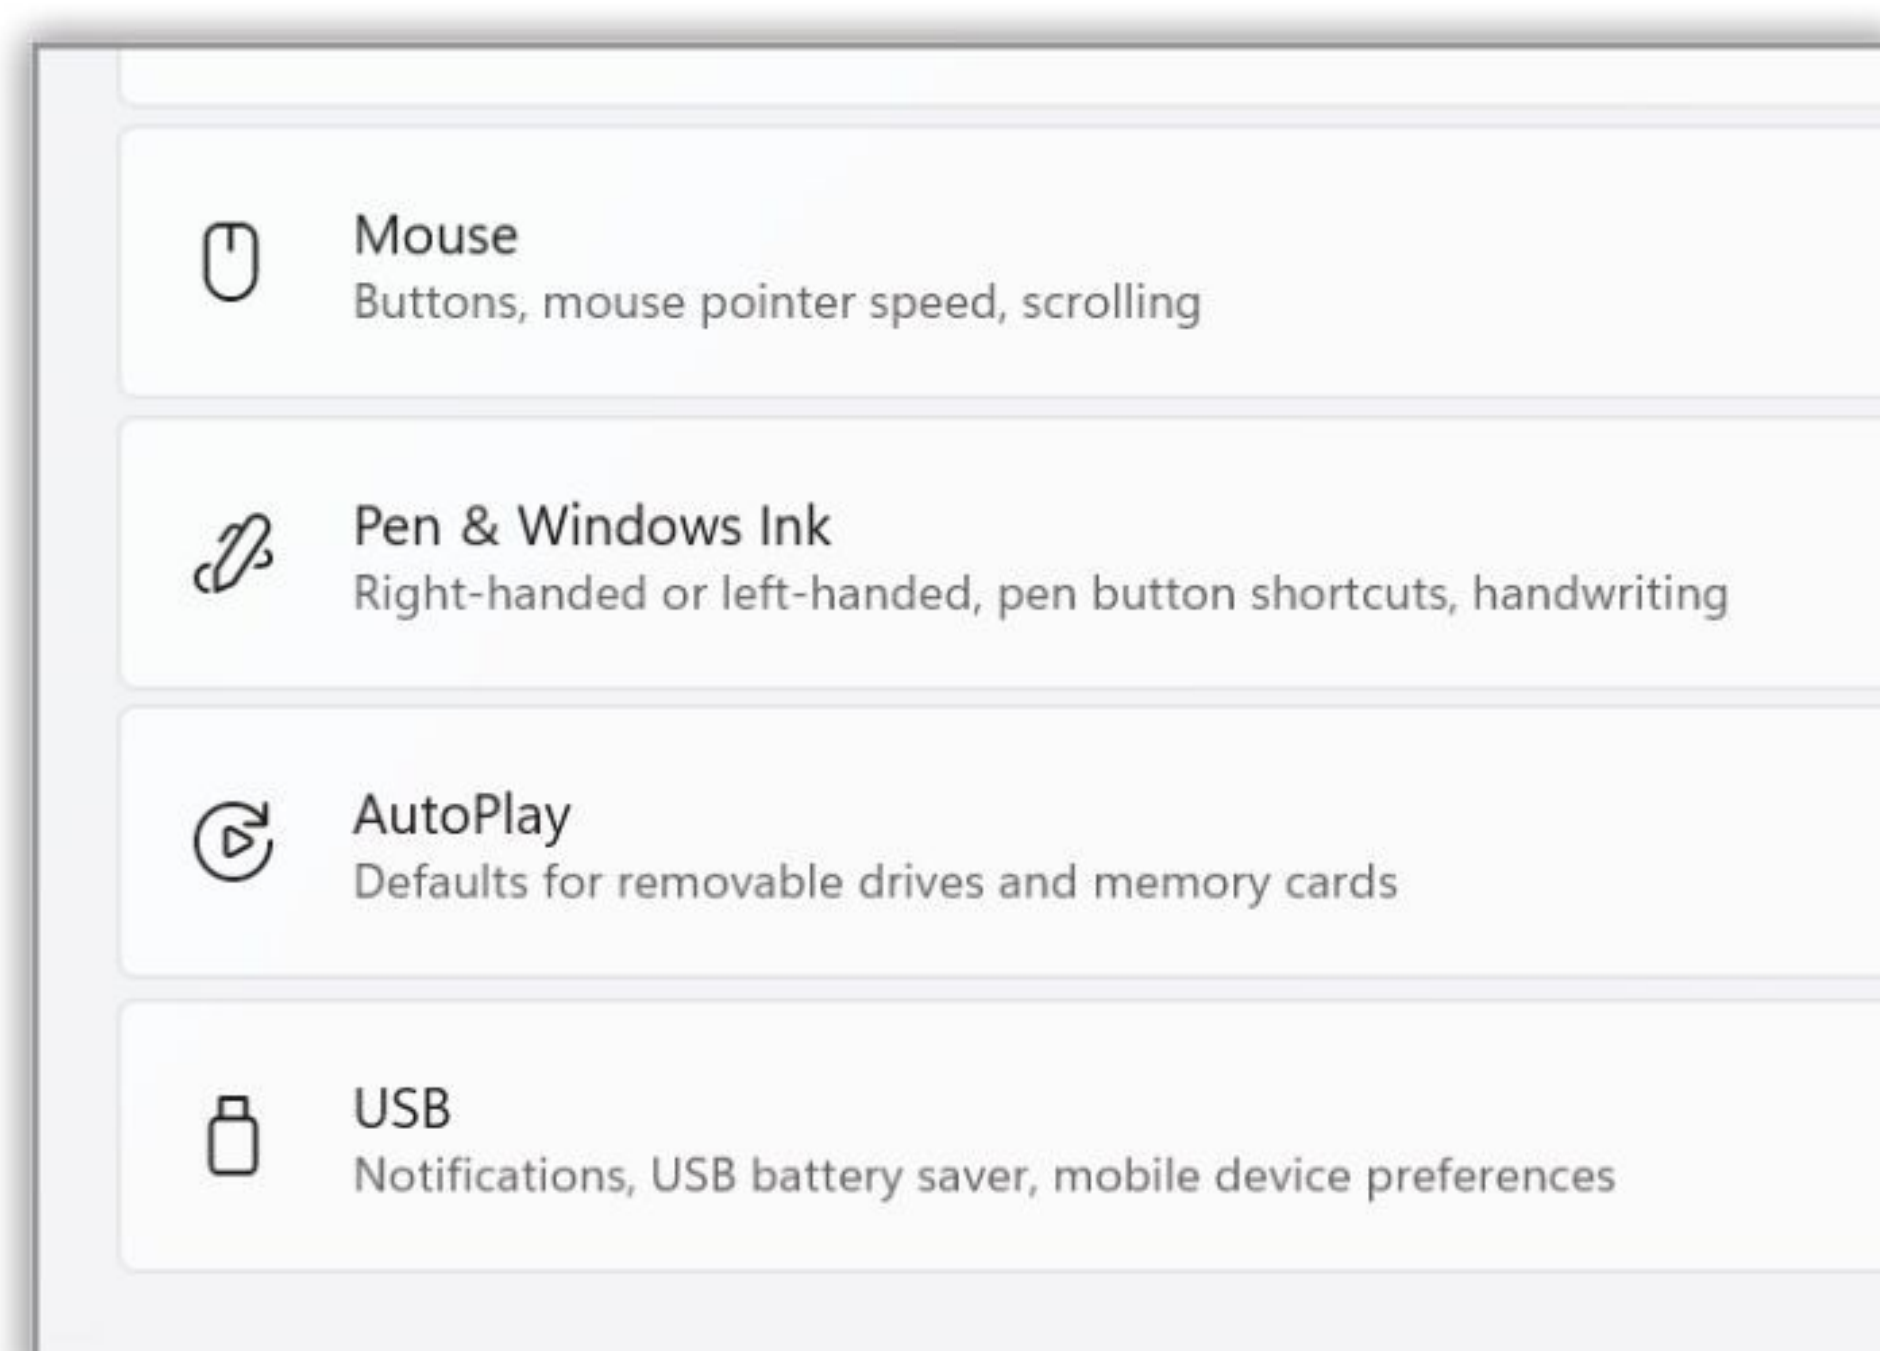 Mouse
Buttons, mouse pointer speed, scrolling
Pen & Windows Ink
Right-handed or left-handed, pen button shortcuts, handwriting
AutoPlay
Defaults for removable drives and memory cards
USB
Notifications, USB battery saver, mobile device preferences